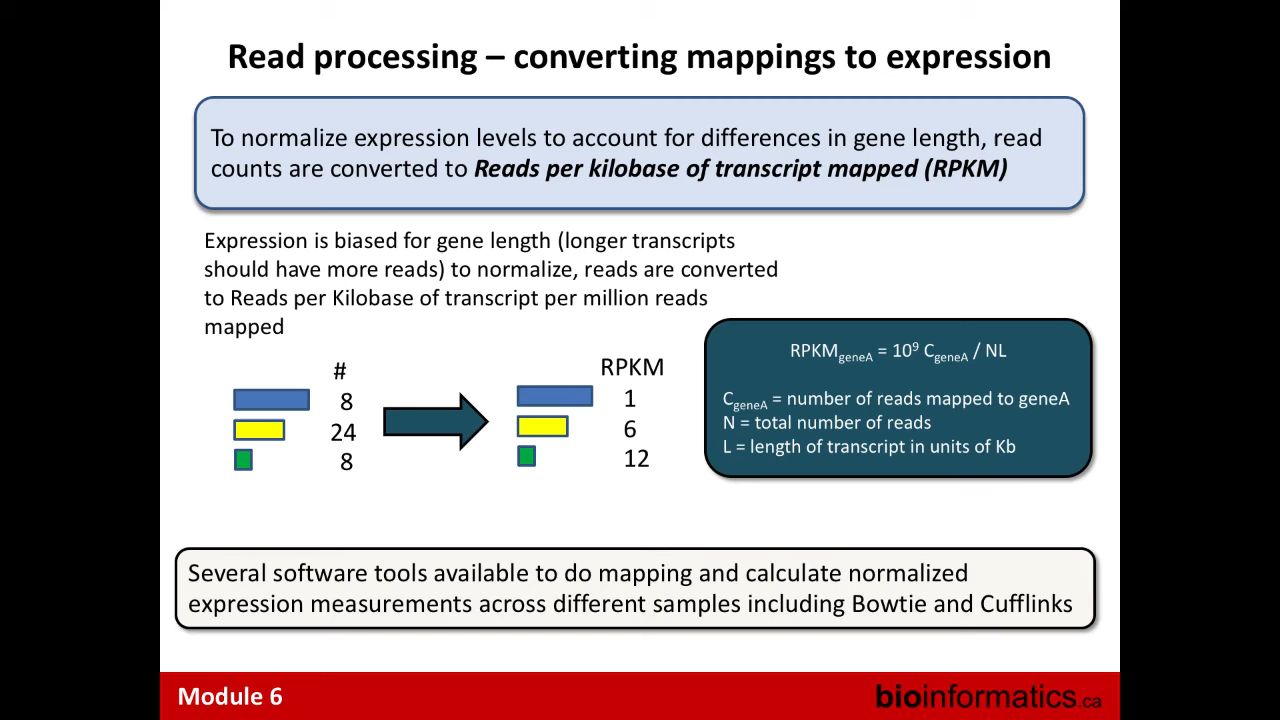 Read processing – converting mappings to expression
To normalize expression levels to account for differences in gene length, read
counts are converted to Reads per kilobase of transcript mapped (RPKM)
Expression is biased for gene length (longer transcripts
should have more reads) to normalize, reads are converted
to Reads per Kilobase of transcript per million reads
mapped
#
8
24
8
RPKM
1
6
12
RPKMgeneA = 10⁹ CgeneA / NL
CgeneA = number of reads mapped to geneA
N = total number of reads
L = length of transcript in units of Kb
Several software tools available to do mapping and calculate normalized
expression measurements across different samples including Bowtie and Cufflinks
Module 6
bioinformatics.ca